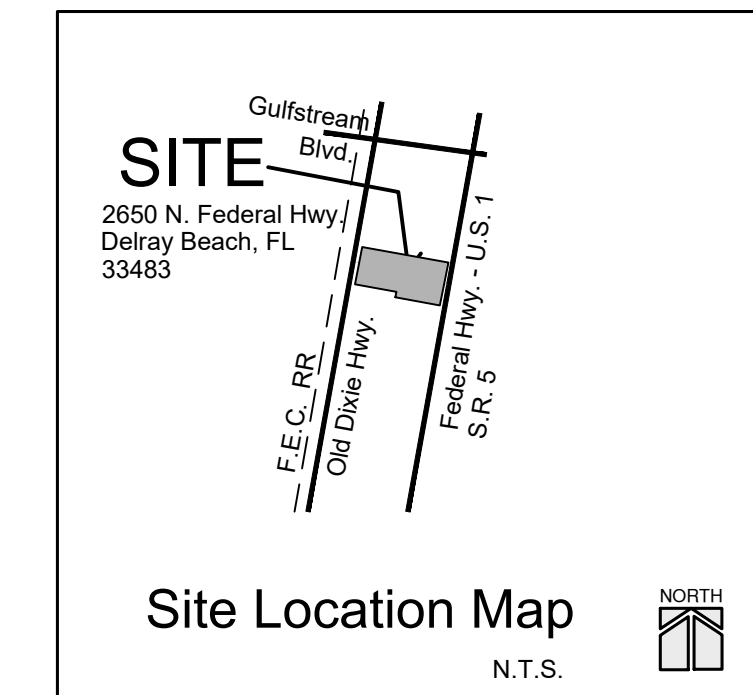 Gulfstream
Blvd.
SITE
2650 N. Federal Hwy.
Delray Beach, FL
33483
F.E.C. RR
Old Dixie Hwy.
Federal Hwy. - U.S. 1
S.R. 5
Site Location Map
N.T.S.
NORTH